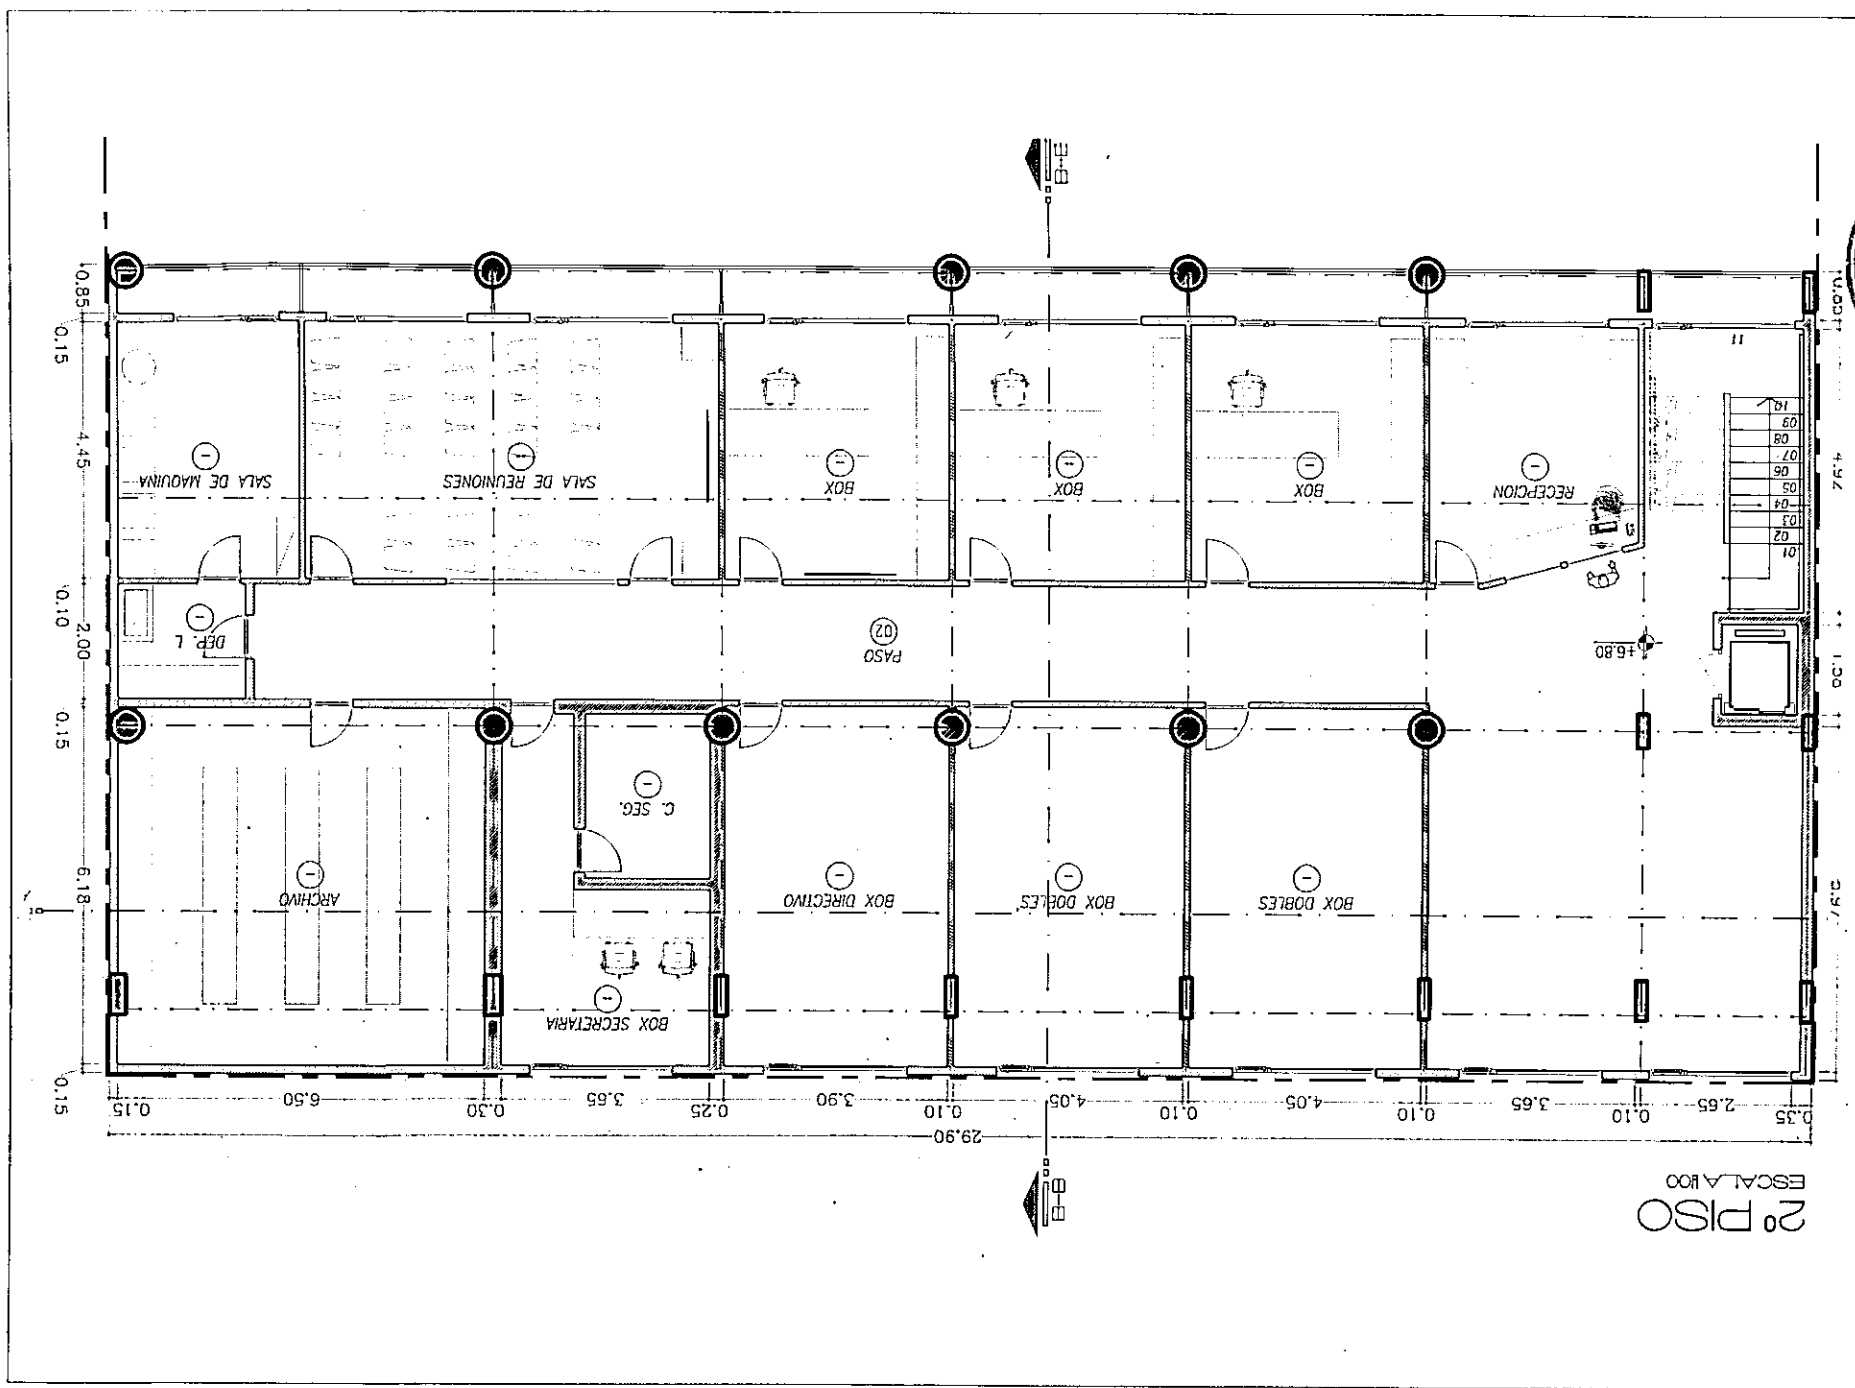 2º PISO
ESCALA 1:100
B-B
29.90
0.35 2.65 0.10 3.65 0.10 4.05 0.10 4.05 0.10 3.90 0.25 3.65 0.30 6.50 0.15
0.15
BOX SECRETARIA
BOX DOBLES
BOX DOBLES
BOX DIRECTIVO
ARCHIVO
6.18
C. SEG.
0.15
+6.80
PASO
02
DEP. L
2.00
0.10
01
02
03
04
05
06
07
08
09
10
11
RECEPCION
BOX
BOX
BOX
SALA DE REUNIONES
SALA DE MAQUINA
4.92
4.45
0.15
0.85
B-B